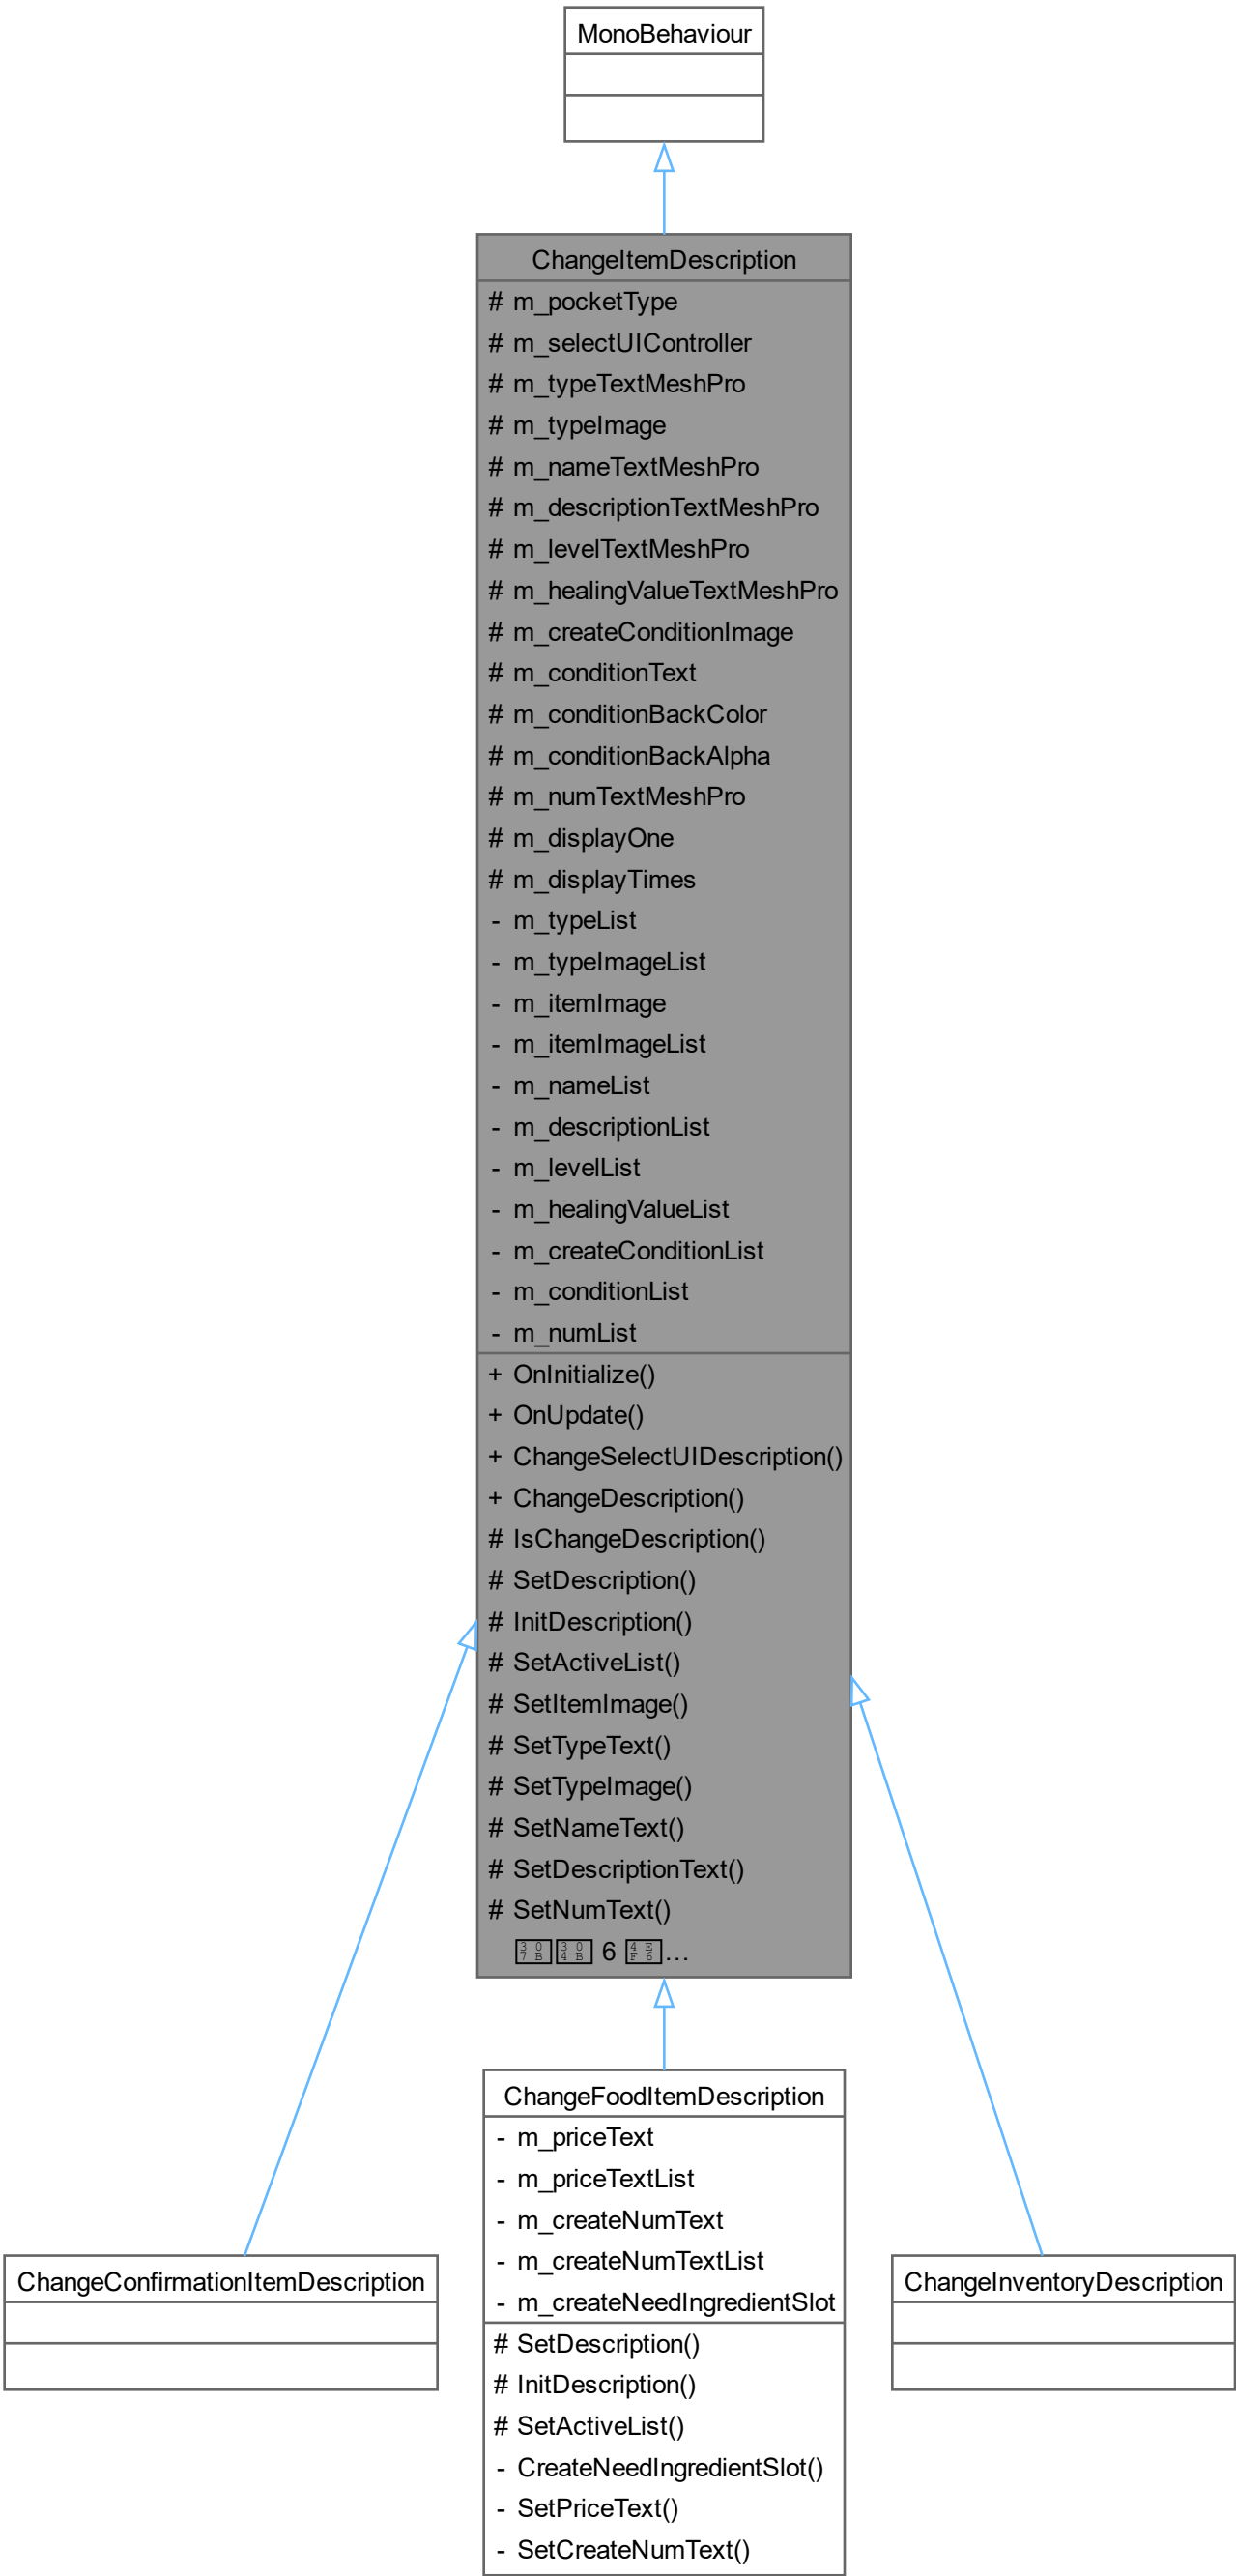 MonoBehaviour
ChangeItemDescription
# m_pocketType
# m_selectUIController
# m_typeTextMeshPro
# m_typeImage
# m_nameTextMeshPro
# m_descriptionTextMeshPro
# m_levelTextMeshPro
# m_healingValueTextMeshPro
# m_createConditionImage
# m_conditionText
# m_conditionBackColor
# m_conditionBackAlpha
# m_numTextMeshPro
# m_displayOne
# m_displayTimes
- m_typeList
- m_typeImageList
- m_itemImage
- m_itemImageList
- m_nameList
- m_descriptionList
- m_levelList
- m_healingValueList
- m_createConditionList
- m_conditionList
- m_numList
+ OnInitialize()
+ OnUpdate()
+ ChangeSelectUIDescription()
+ ChangeDescription()
# IsChangeDescription()
# SetDescription()
# InitDescription()
# SetActiveList()
# SetItemImage()
# SetTypeText()
# SetTypeImage()
# SetNameText()
# SetDescriptionText()
# SetNumText()
6 ...
ChangeFoodItemDescription
- m_priceText
- m_priceTextList
- m_createNumText
- m_createNumTextList
- m_createNeedIngredientSlot
# SetDescription()
# InitDescription()
# SetActiveList()
- CreateNeedIngredientSlot()
- SetPriceText()
- SetCreateNumText()
ChangeConfirmationItemDescription
ChangeInventoryDescription